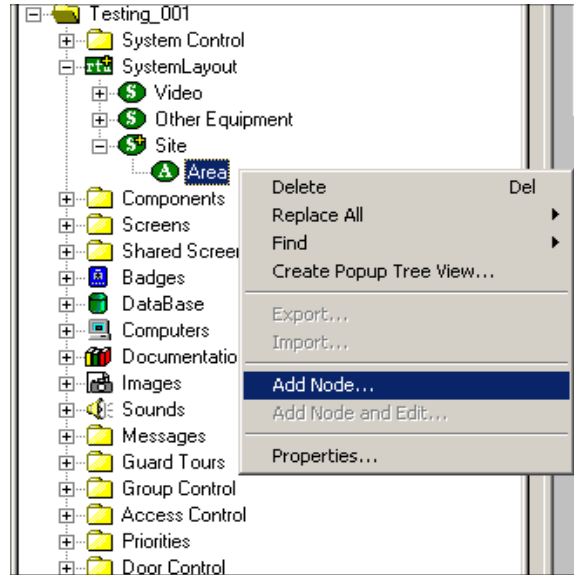 Testing_001
System Control
rtu SystemLayout
S Video
S Other Equipment
S Site
A Area
Components
Screens
Shared Screen
Badges
DataBase
Computers
Documentatio
Images
Sounds
Messages
Guard Tours
Group Control
Access Control
Priorities
Door Control
Delete Del
Replace All
Find
Create Popup Tree View...
Export...
Import...
Add Node...
Add Node and Edit...
Properties...